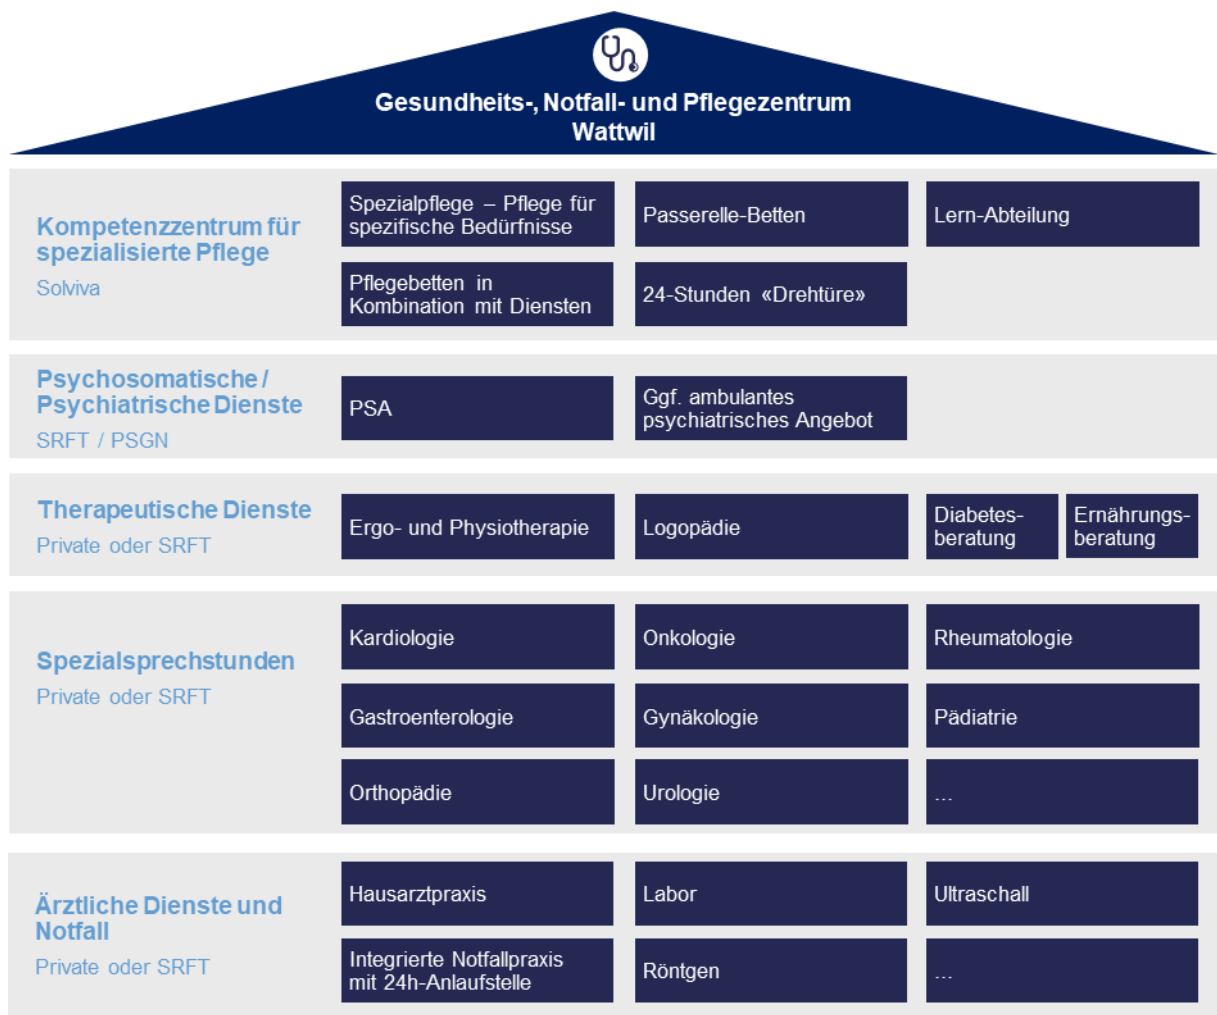 Gesundheits-, Notfall- und Pflegezentrum
Wattwil
Kompetenzzentrum für
spezialisierte Pflege
Solviva
Spezialpflege – Pflege für
spezifische Bedürfnisse
Passerelle-Betten
Lern-Abteilung
Pflegebetten in
Kombination mit Diensten
24-Stunden «Drehtüre»
Psychosomatische /
Psychiatrische Dienste
SRFT / PSGN
PSA
Ggf. ambulantes
psychiatrisches Angebot
Therapeutische Dienste
Private oder SRFT
Ergo- und Physiotherapie
Logopädie
Diabetes-
beratung
Ernährungs-
beratung
Spezialsprechstunden
Private oder SRFT
Kardiologie
Onkologie
Rheumatologie
Gastroenterologie
Gynäkologie
Pädiatrie
Orthopädie
Urologie
...
Ärztliche Dienste und
Notfall
Private oder SRFT
Hausarztpraxis
Labor
Ultraschall
Integrierte Notfallpraxis
mit 24h-Anlaufstelle
Röntgen
...